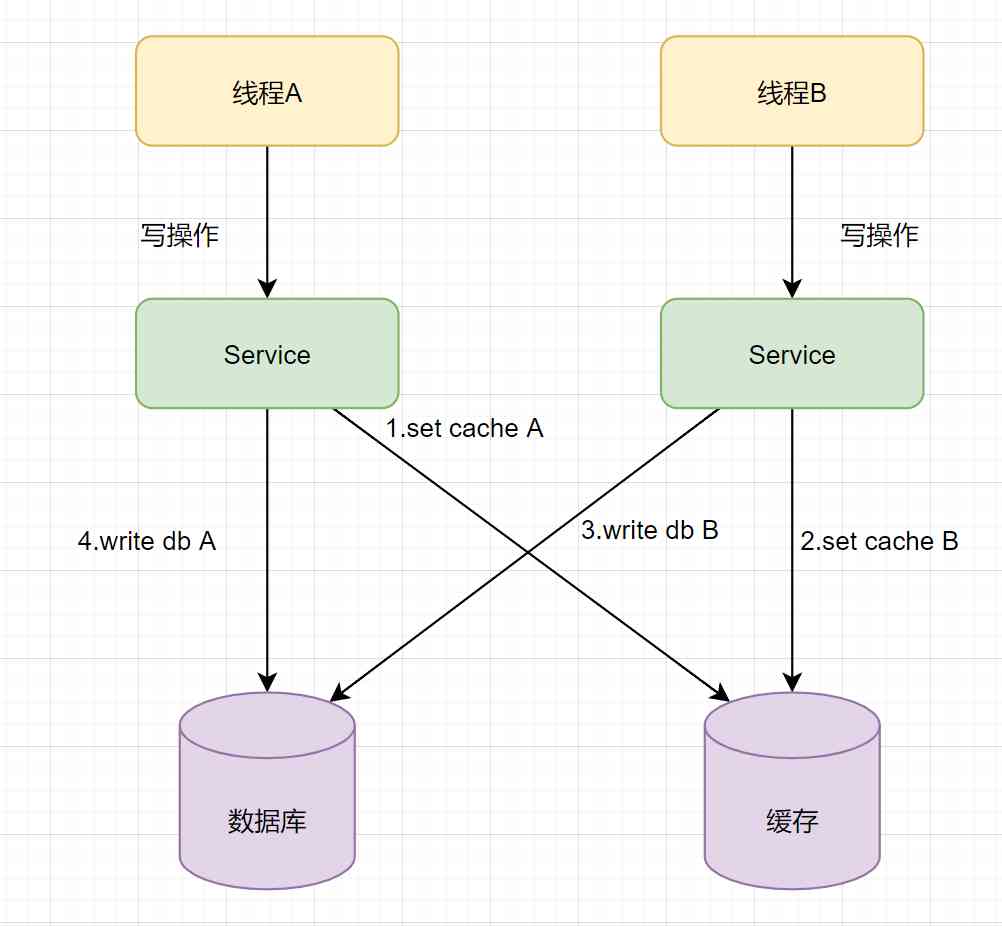 线程A
线程B
写操作
写操作
Service
Service
1.set cache A
3.write db B
4.write db A
2.set cache B
数据库
缓存